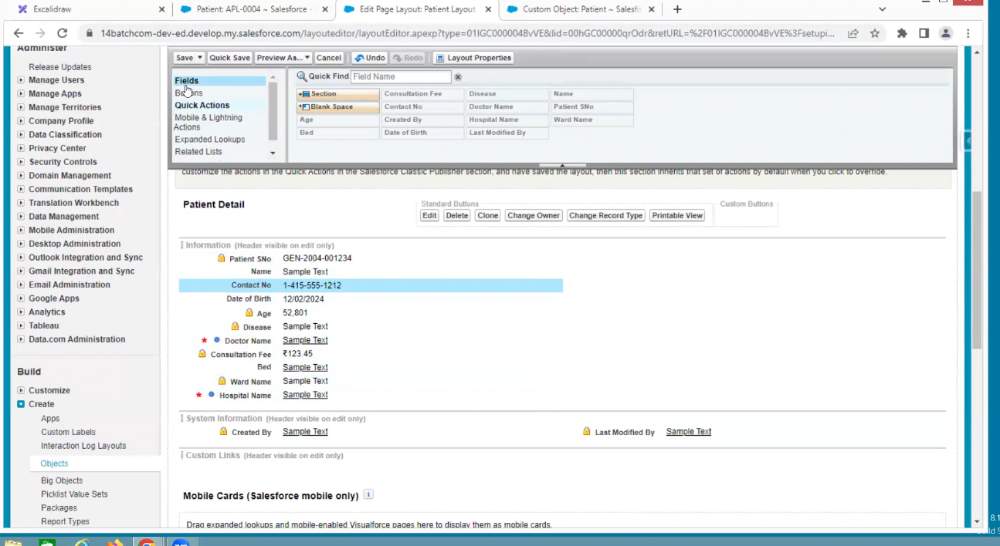 Excalidraw
Patient: APL-0004 ~ Salesforce -
Edit Page Layout: Patient Layout
Custom Object: Patient ~ Salesfo
14batchcom-dev-ed.develop.my.salesforce.com/layouteditor/layoutEditor.apexp?type=01IGC000004BvVE&lid=00hGC00000qrOdr&retURL=%2F01IGC000004BvVE%3Fsetupi...
Administer
Release Updates
Manage Users
Manage Apps
Manage Territories
Company Profile
Data Classification
Privacy Center
Security Controls
Domain Management
Communication Templates
Translation Workbench
Data Management
Mobile Administration
Desktop Administration
Outlook Integration and Sync
Gmail Integration and Sync
Email Administration
Google Apps
Analytics
Tableau
Data.com Administration
Build
Customize
Create
Apps
Custom Labels
Interaction Log Layouts
Objects
Big Objects
Picklist Value Sets
Packages
Report Types
Save Quick Save Preview As... Cancel Undo Redo Layout Properties
Fields
Quick Actions
Mobile & Lightning
Actions
Expanded Lookups
Related Lists
Quick Find Field Name
Section Consultation Fee Disease Name
Blank Space Contact No Doctor Name Patient SNo
Age Created By Hospital Name Ward Name
Bed Date of Birth Last Modified By
customize the actions in the Quick Actions in the Salesforce Classic Publisher section, and have saved the layout, then this section inherits that set of actions by default when you click to override.
Patient Detail
Standard Buttons
Edit Delete Clone Change Owner Change Record Type Printable View
Custom Buttons
Information (Header visible on edit only)
Patient SNo GEN-2004-001234
Name Sample Text
Contact No 1-415-555-1212
Date of Birth 12/02/2024
Age 52,801
Disease Sample Text
* Doctor Name Sample Text
Consultation Fee ₹123.45
Bed Sample Text
Ward Name Sample Text
* Hospital Name Sample Text
System Information (Header visible on edit only)
Created By Sample Text Last Modified By Sample Text
Custom Links (Header visible on edit only)
Mobile Cards (Salesforce mobile only) i
Drag expanded lookups and mobile-enabled Visualforce pages here to display them as mobile cards.